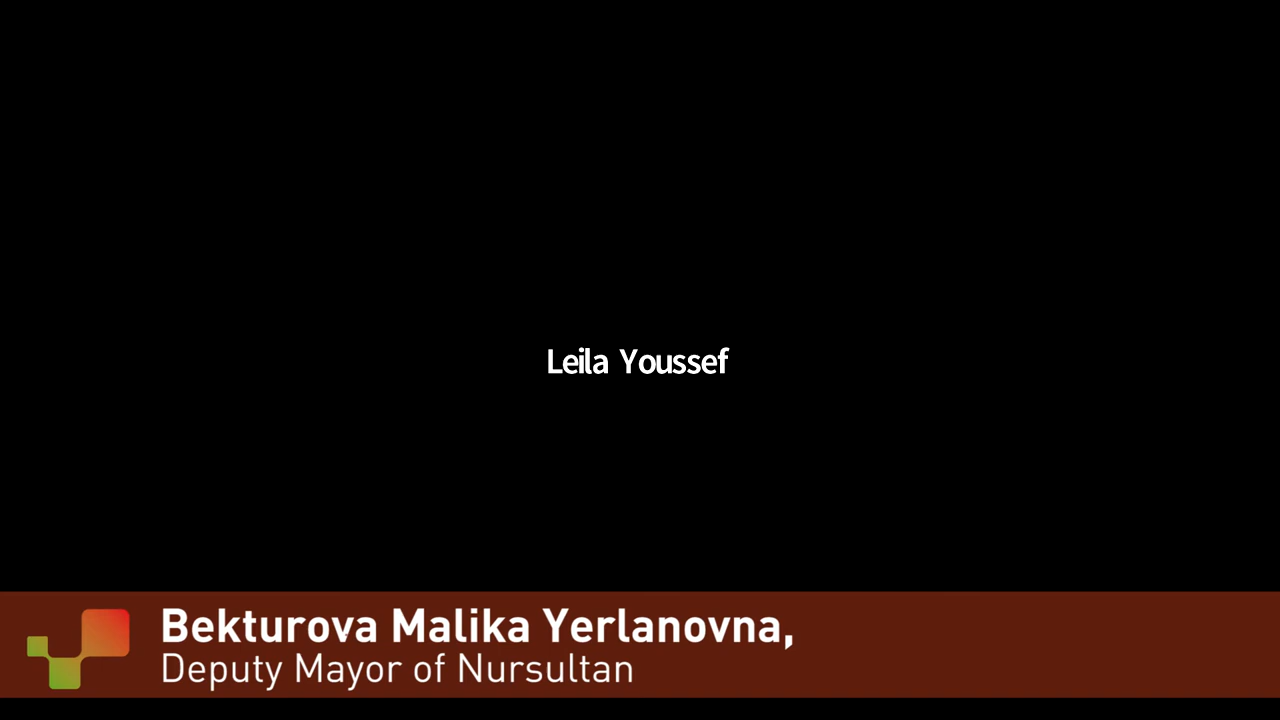 Leila Youssef
Bekturova Malika Yerlanovna,
Deputy Mayor of Nursultan